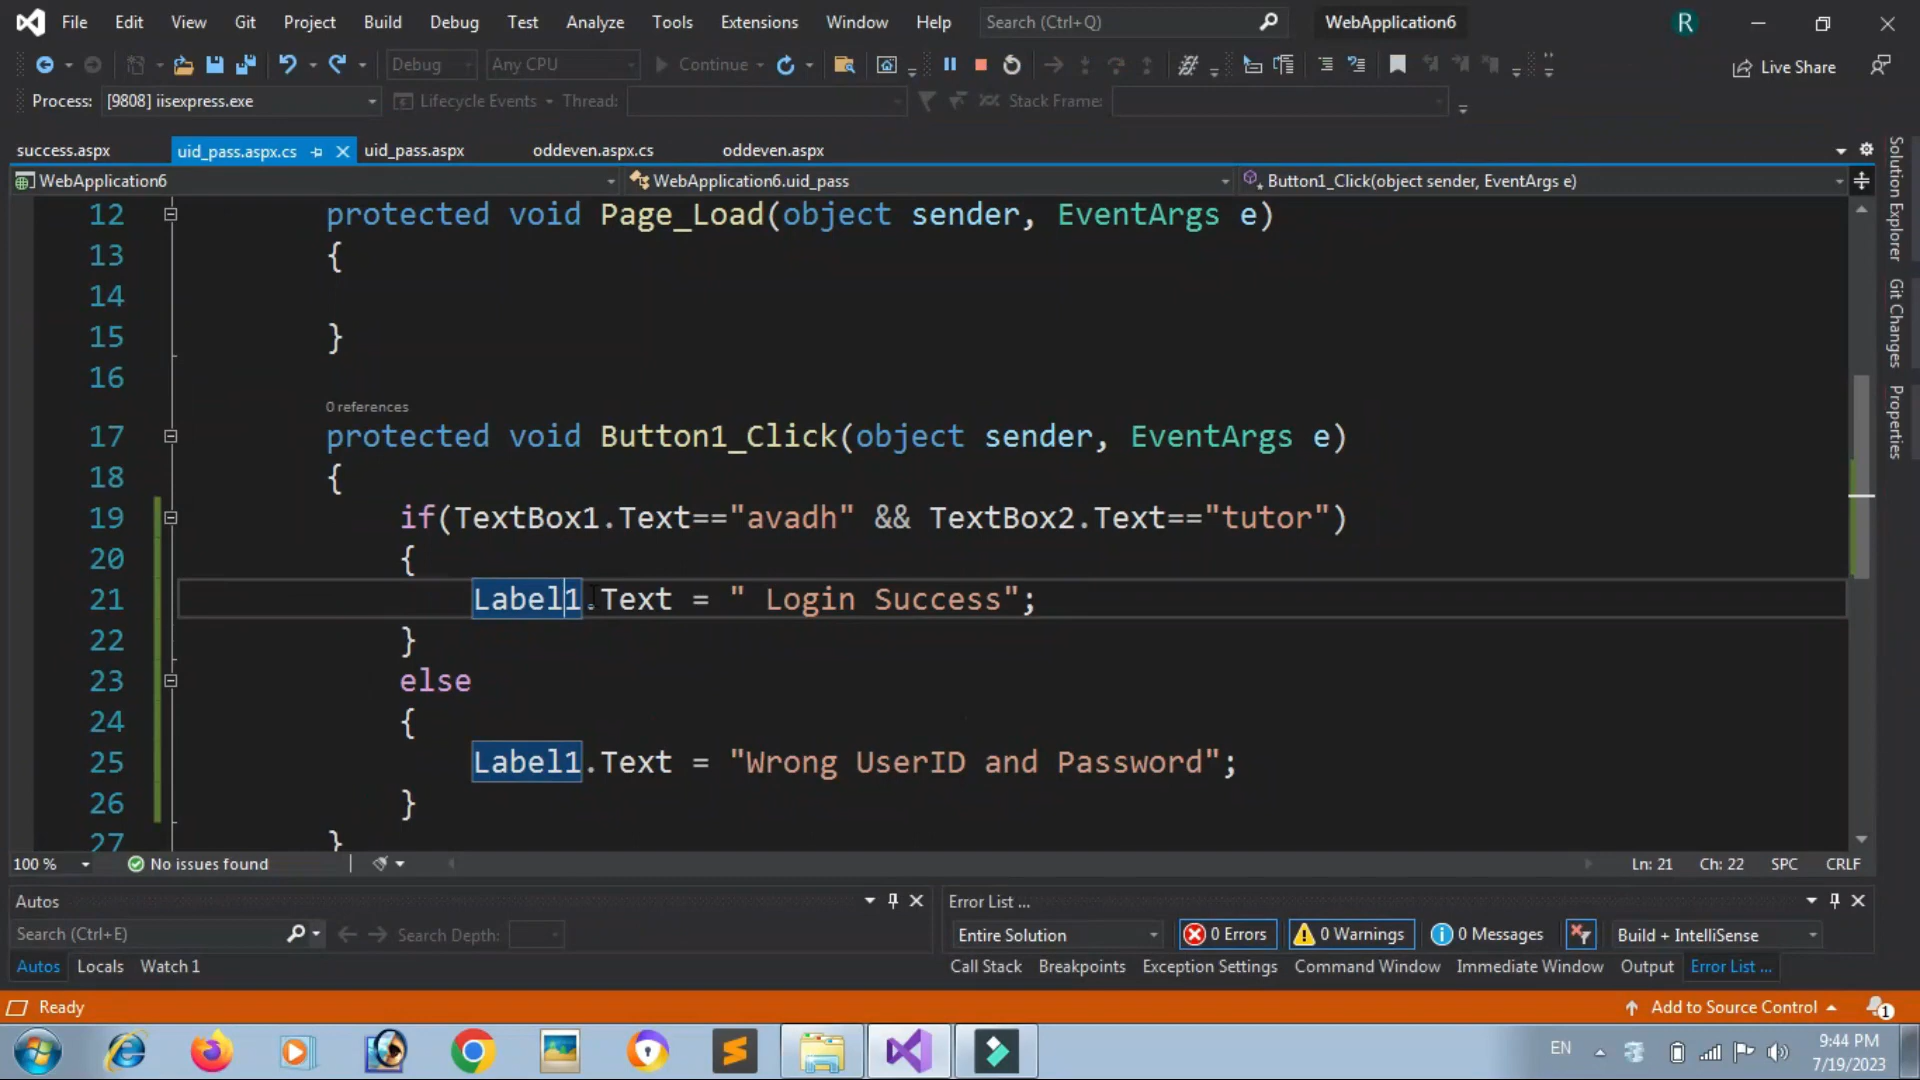 File Edit View Git Project Build Debug Test Analyze Tools Extensions Window Help Search (Ctrl+Q) WebApplication6 R
Debug Any CPU Continue Live Share
Process: [9808] iisexpress.exe Lifecycle Events Thread: Stack Frame:
success.aspx uid_pass.aspx.cs uid_pass.aspx oddeven.aspx.cs oddeven.aspx
WebApplication6 WebApplication6.uid_pass Button1_Click(object sender, EventArgs e)
12 protected void Page_Load(object sender, EventArgs e)
13 {
14
15 }
16
0 references
17 protected void Button1_Click(object sender, EventArgs e)
18 {
19 if(TextBox1.Text=="avadh" && TextBox2.Text=="tutor")
20 {
21 Label1.Text = " Login Success";
22 }
23 else
24 {
25 Label1.Text = "Wrong UserID and Password";
26 }
27 }
Solution Explorer
Git Changes
Properties
100 % No issues found Ln: 21 Ch: 22 SPC CRLF
Autos
Search (Ctrl+E) Search Depth:
Autos Locals Watch 1
Error List ...
Entire Solution 0 Errors 0 Warnings 0 Messages Build + IntelliSense
Call Stack Breakpoints Exception Settings Command Window Immediate Window Output Error List ...
Ready Add to Source Control 1
EN 9:44 PM
7/19/2023